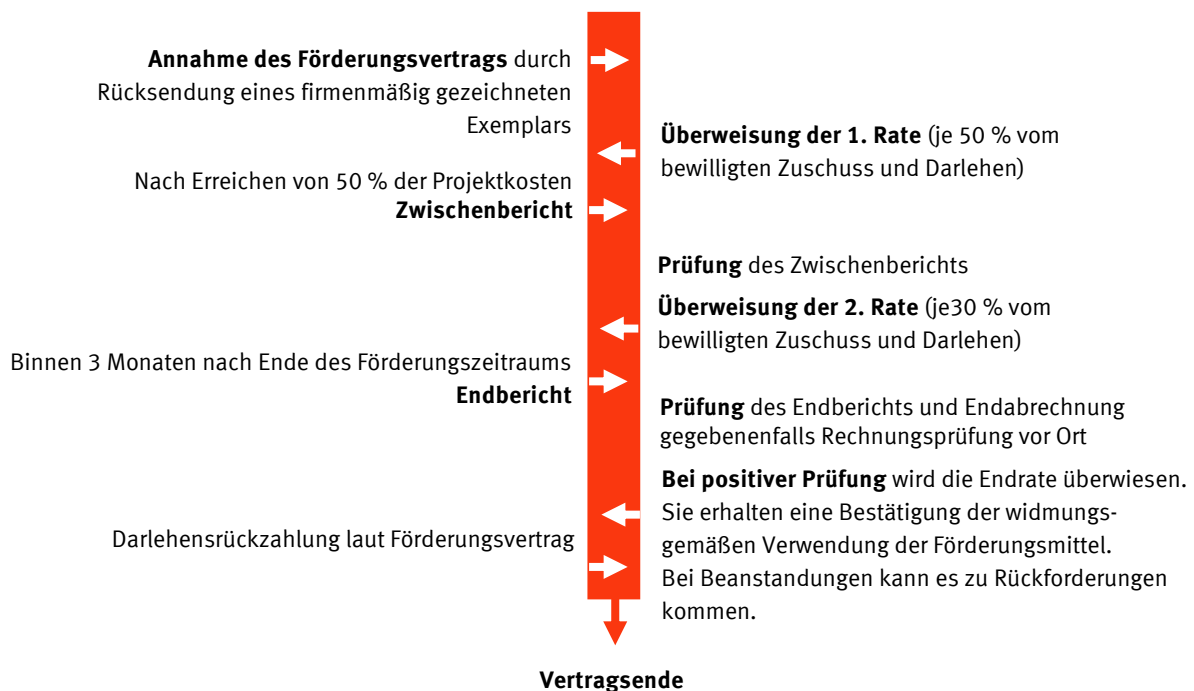 Annahme des Förderungsvertrags durch
Rücksendung eines firmenmäßig gezeichneten
Exemplars
Überweisung der 1. Rate (je 50 % vom
bewilligten Zuschuss und Darlehen)
Nach Erreichen von 50 % der Projektkosten
Zwischenbericht
Prüfung des Zwischenberichts
Überweisung der 2. Rate (je30 % vom
bewilligten Zuschuss und Darlehen)
Binnen 3 Monaten nach Ende des Förderungszeitraums
Endbericht
Prüfung des Endberichts und Endabrechnung
gegebenenfalls Rechnungsprüfung vor Ort
Bei positiver Prüfung wird die Endrate überwiesen.
Sie erhalten eine Bestätigung der widmungs-
gemäßen Verwendung der Förderungsmittel.
Bei Beanstandungen kann es zu Rückforderungen
kommen.
Darlehensrückzahlung laut Förderungsvertrag
Vertragsende